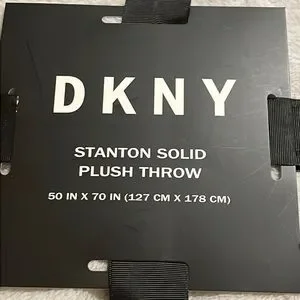 DKNY
STANTON SOLID
PLUSH THROW
50 IN X 70 IN (127 CM X 178 CM)